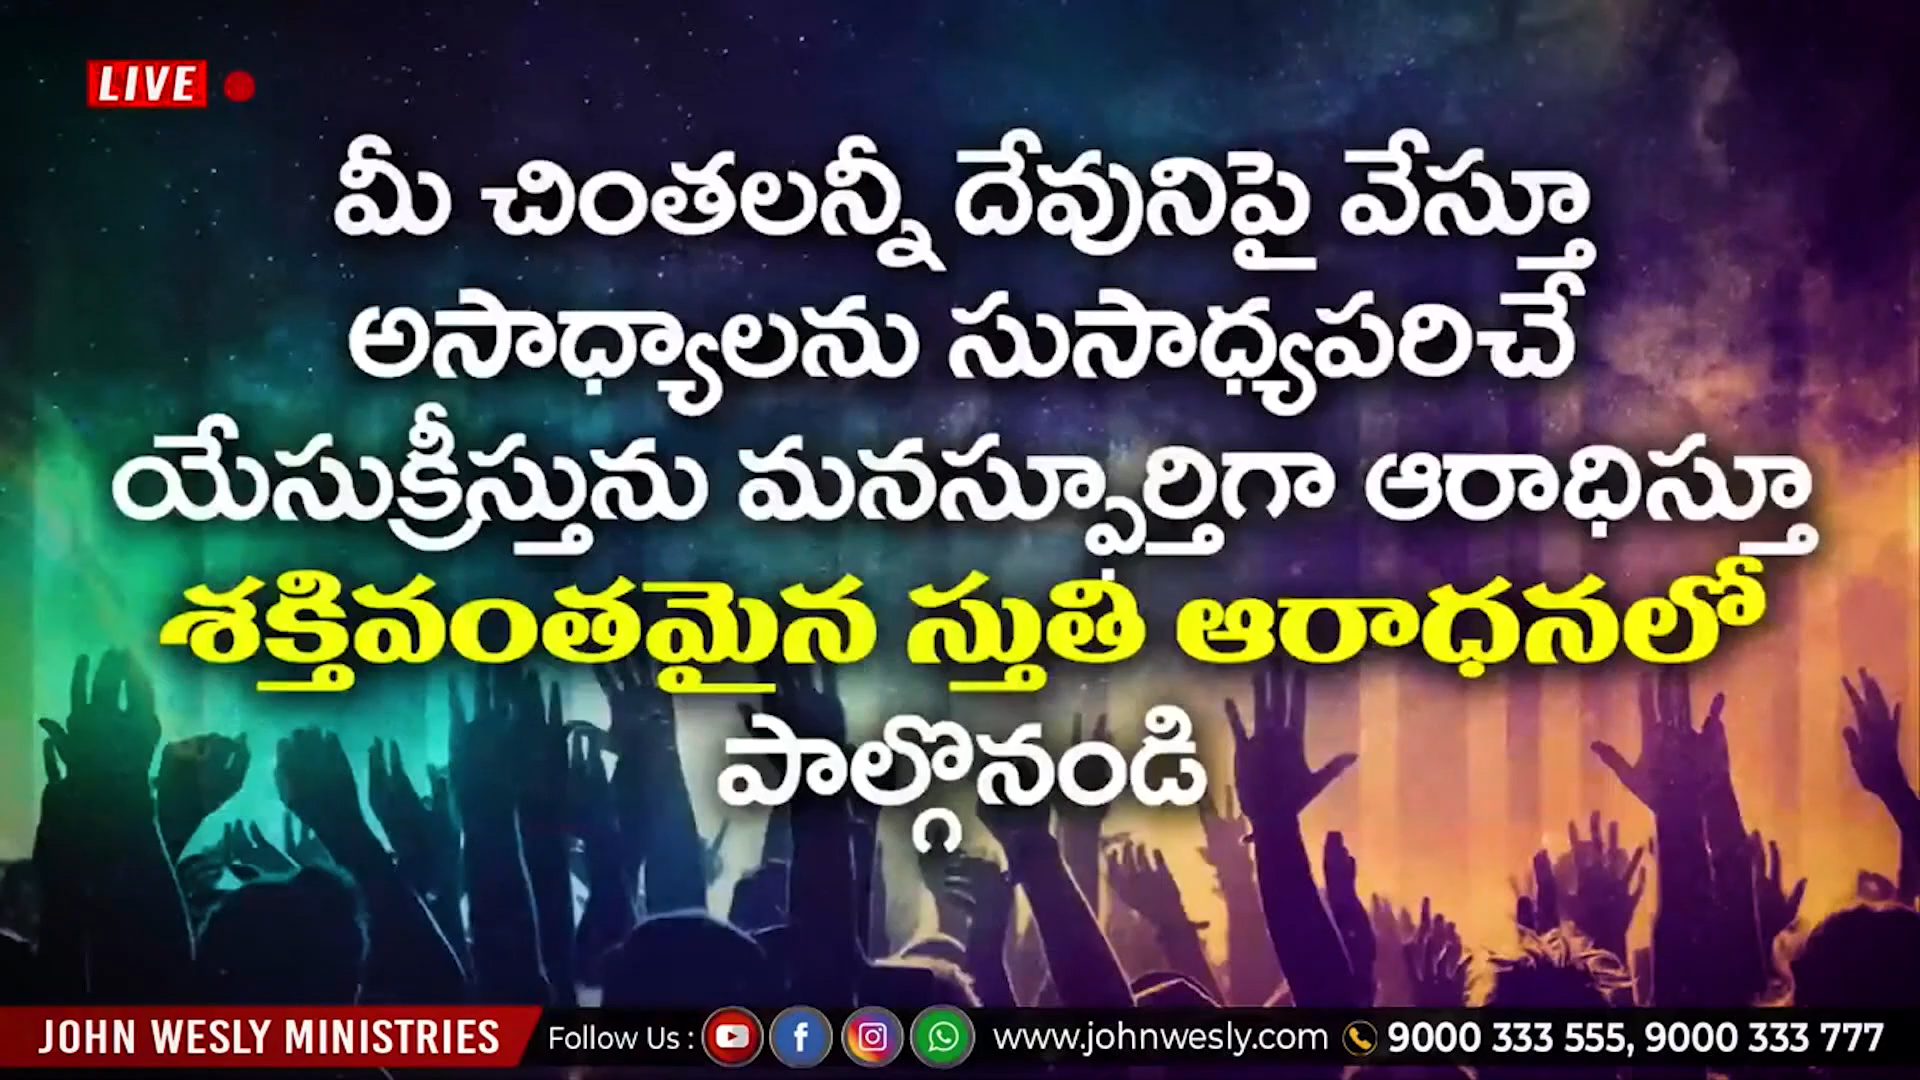 LIVE
మీ చింతలన్నీ దేవునిపై వేస్తూ
అసాధ్యాలను సుసాధ్యపరిచే
యేసుక్రీస్తును మనస్ఫూర్తిగా ఆరాధిస్తూ
శక్తివంతమైన స్తుతి ఆరాధనలో
పాల్గొనండి
JOHN WESLY MINISTRIES Follow Us : www.johnwesly.com 9000 333 555, 9000 333 777